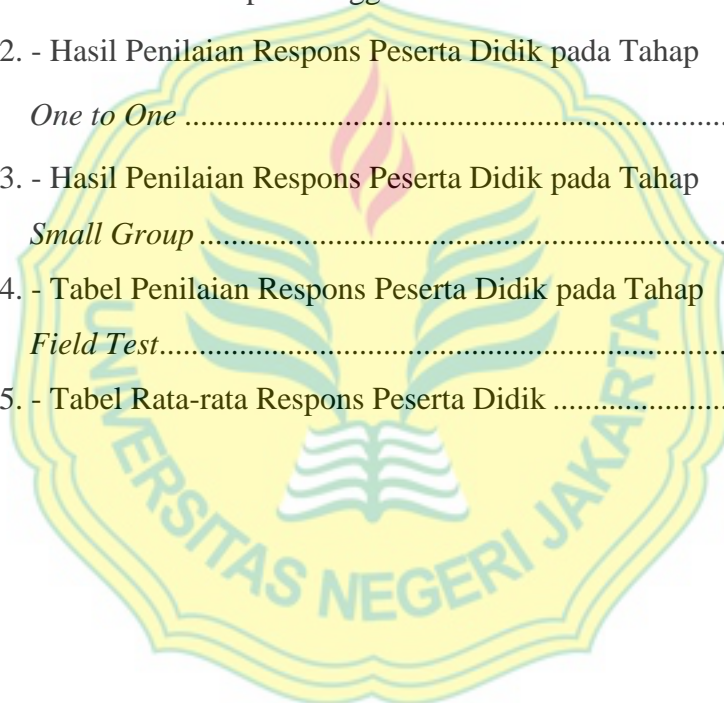 2. - Hasil Penilaian Respons Peserta Didik pada Tahap
One to One ....................................................................
3. - Hasil Penilaian Respons Peserta Didik pada Tahap
Small Group ..................................................................
4. - Tabel Penilaian Respons Peserta Didik pada Tahap
Field Test.......................................................................
5. - Tabel Rata-rata Respons Peserta Didik ......................
UNIVERSITAS NEGERI JAKARTA